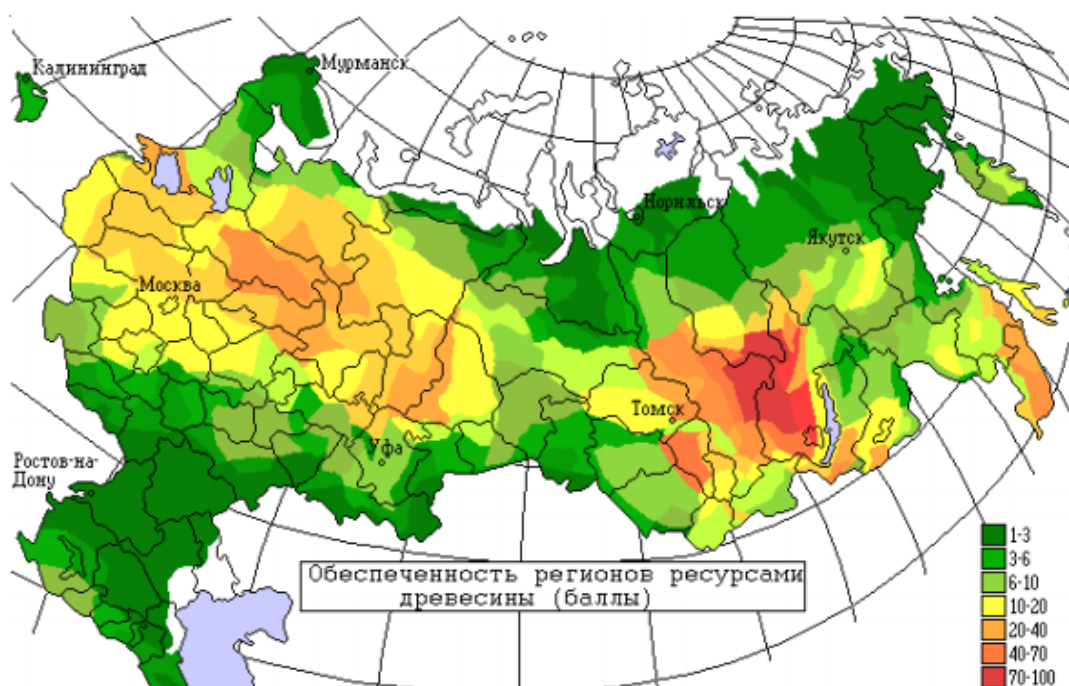 Калининград
Мурманск
Норильск
Якутск
Москва
Томск
Уфа
Ростов-на-
Дону
Обеспеченность регионов ресурсами
древесины (баллы)
1-3
3-6
6-10
10-20
20-40
40-70
70-100